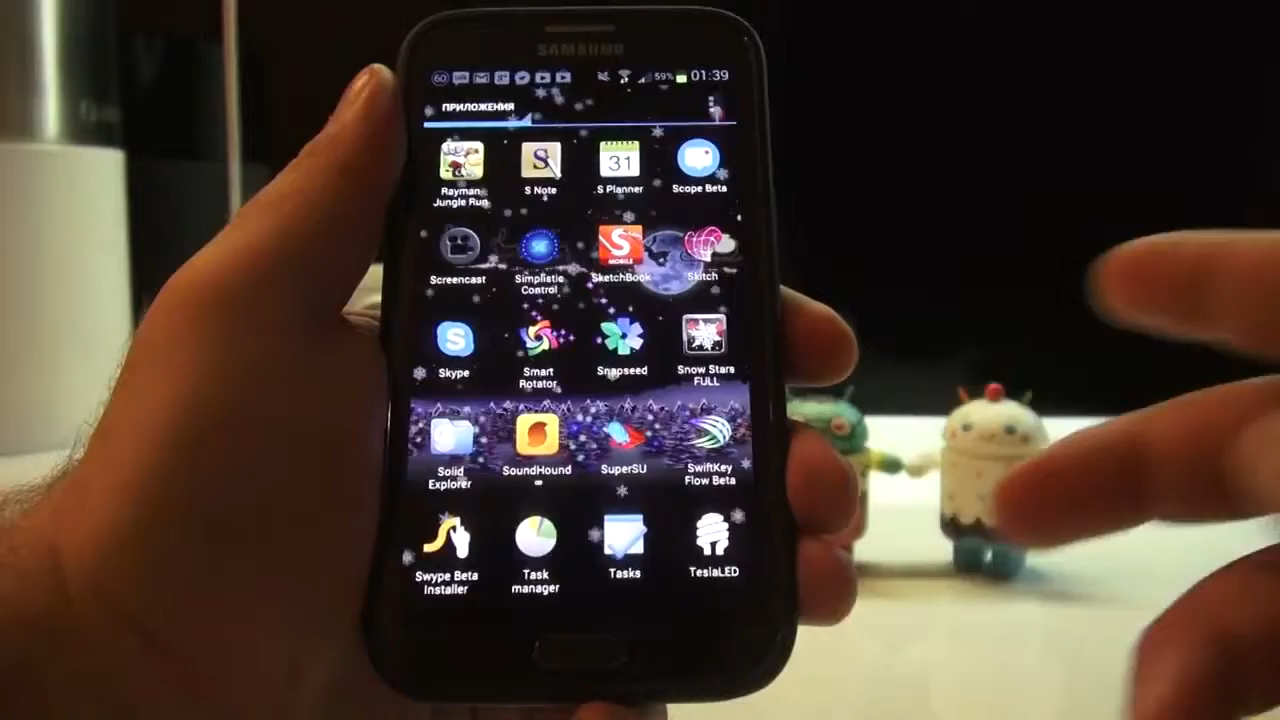 SAMSUNG
60 59% 01:39
ПРИЛОЖЕНИЯ
Rayman
Jungle Run
S Note
S Planner
31
Scope Beta
Screencast
Simplistic
Control
S
MOBILE
SketchBook
Skitch
S
Skype
Smart
Rotator
Snapseed
Snow Stars
FULL
Solid
Explorer
SoundHound
∞
SuperSU
SwiftKey
Flow Beta
Swype Beta
Installer
Task
manager
Tasks
TeslaLED